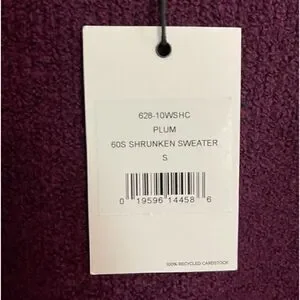 628-10WSHC
PLUM
60S SHRUNKEN SWEATER
S
0 19596 14458 6
100% RECYCLED CARDSTOCK